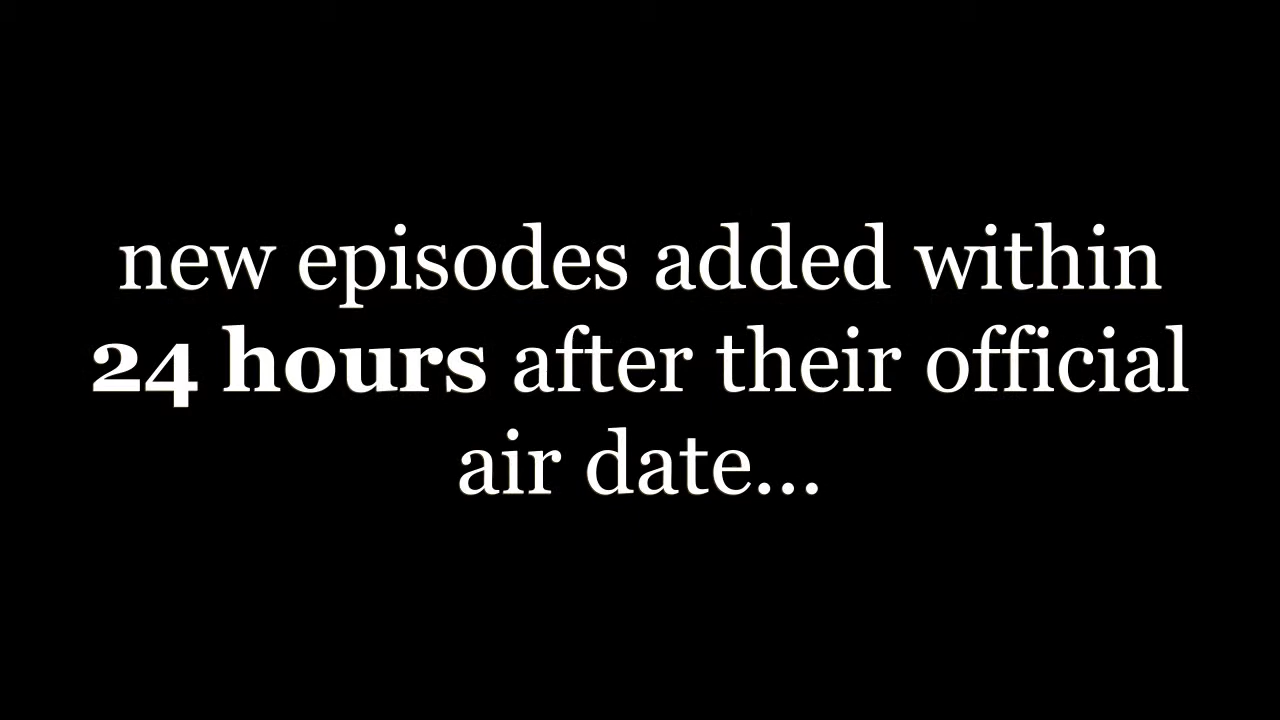 new episodes added within
24 hours after their official
air date...